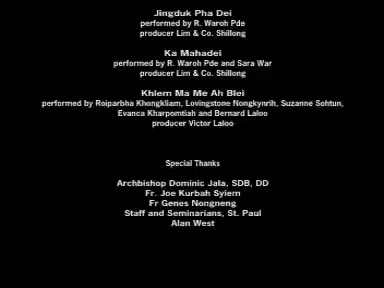 Jingduk Pha Dei
performed by R. Waroh Pde
producer Lim & Co. Shillong
Ka Mahadei
performed by R. Waroh Pde and Sara War
producer Lim & Co. Shillong
Khlem Ma Me Ah Blei
performed by Roiparbha Khongkliam, Lovingstone Nongkynrih, Suzanne Sohtun,
Evanca Kharpomtiah and Bernard Laloo
producer Victor Laloo
Special Thanks
Archbishop Dominic Jala, SDB, DD
Fr. Joe Kurbah Syiem
Fr Genes Nongneng
Staff and Seminarians, St. Paul
Alan West